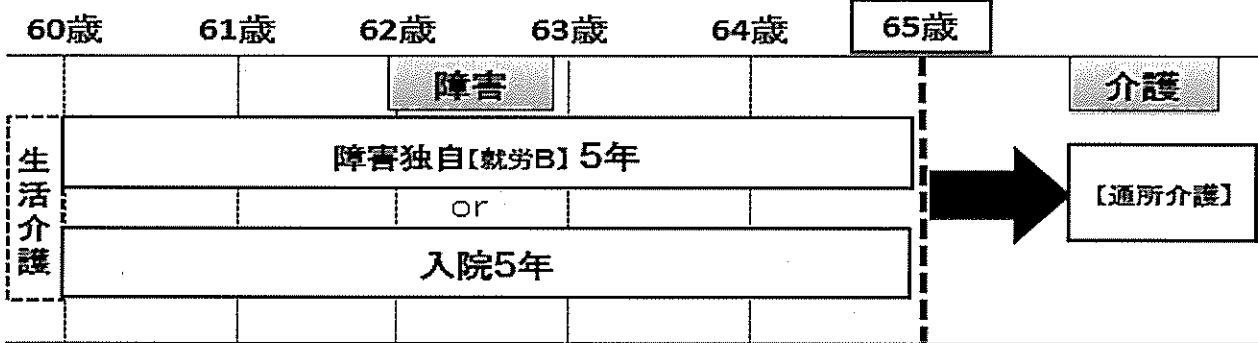 60歳 61歳 62歳 63歳 64歳 65歳
障害 介護
生活介護
障害独自【就労B】5年
or
入院5年
【通所介護】